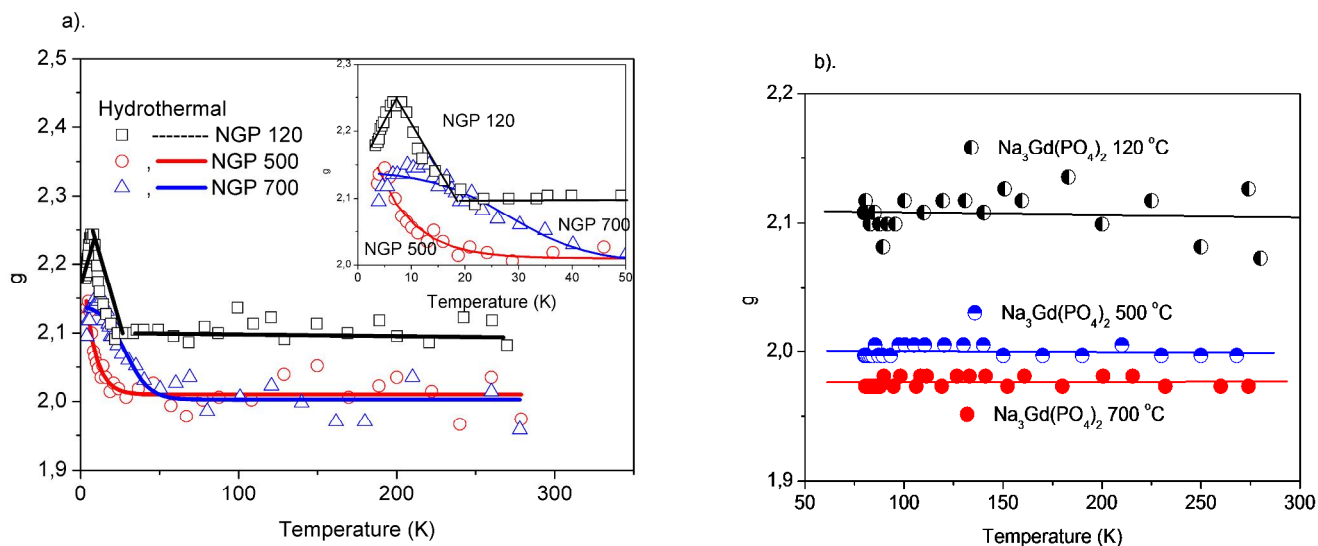 a).
2,5
2,4
2,3
2,2
2,1
2,0
1,9
g
0
100
200
300
Temperature (K)
Hydrothermal
NGP 120
, NGP 500
, NGP 700
2,3
2,2
2,1
2,0
g
0 10 20 30 40 50
Temperature (K)
NGP 120
NGP 700
NGP 500
b).
2,2
2,1
2,0
1,9
g
50 100 150 200 250 300
Temperature (K)
Na₃Gd(PO₄)₂ 120 °C
Na₃Gd(PO₄)₂ 500 °C
Na₃Gd(PO₄)₂ 700 °C